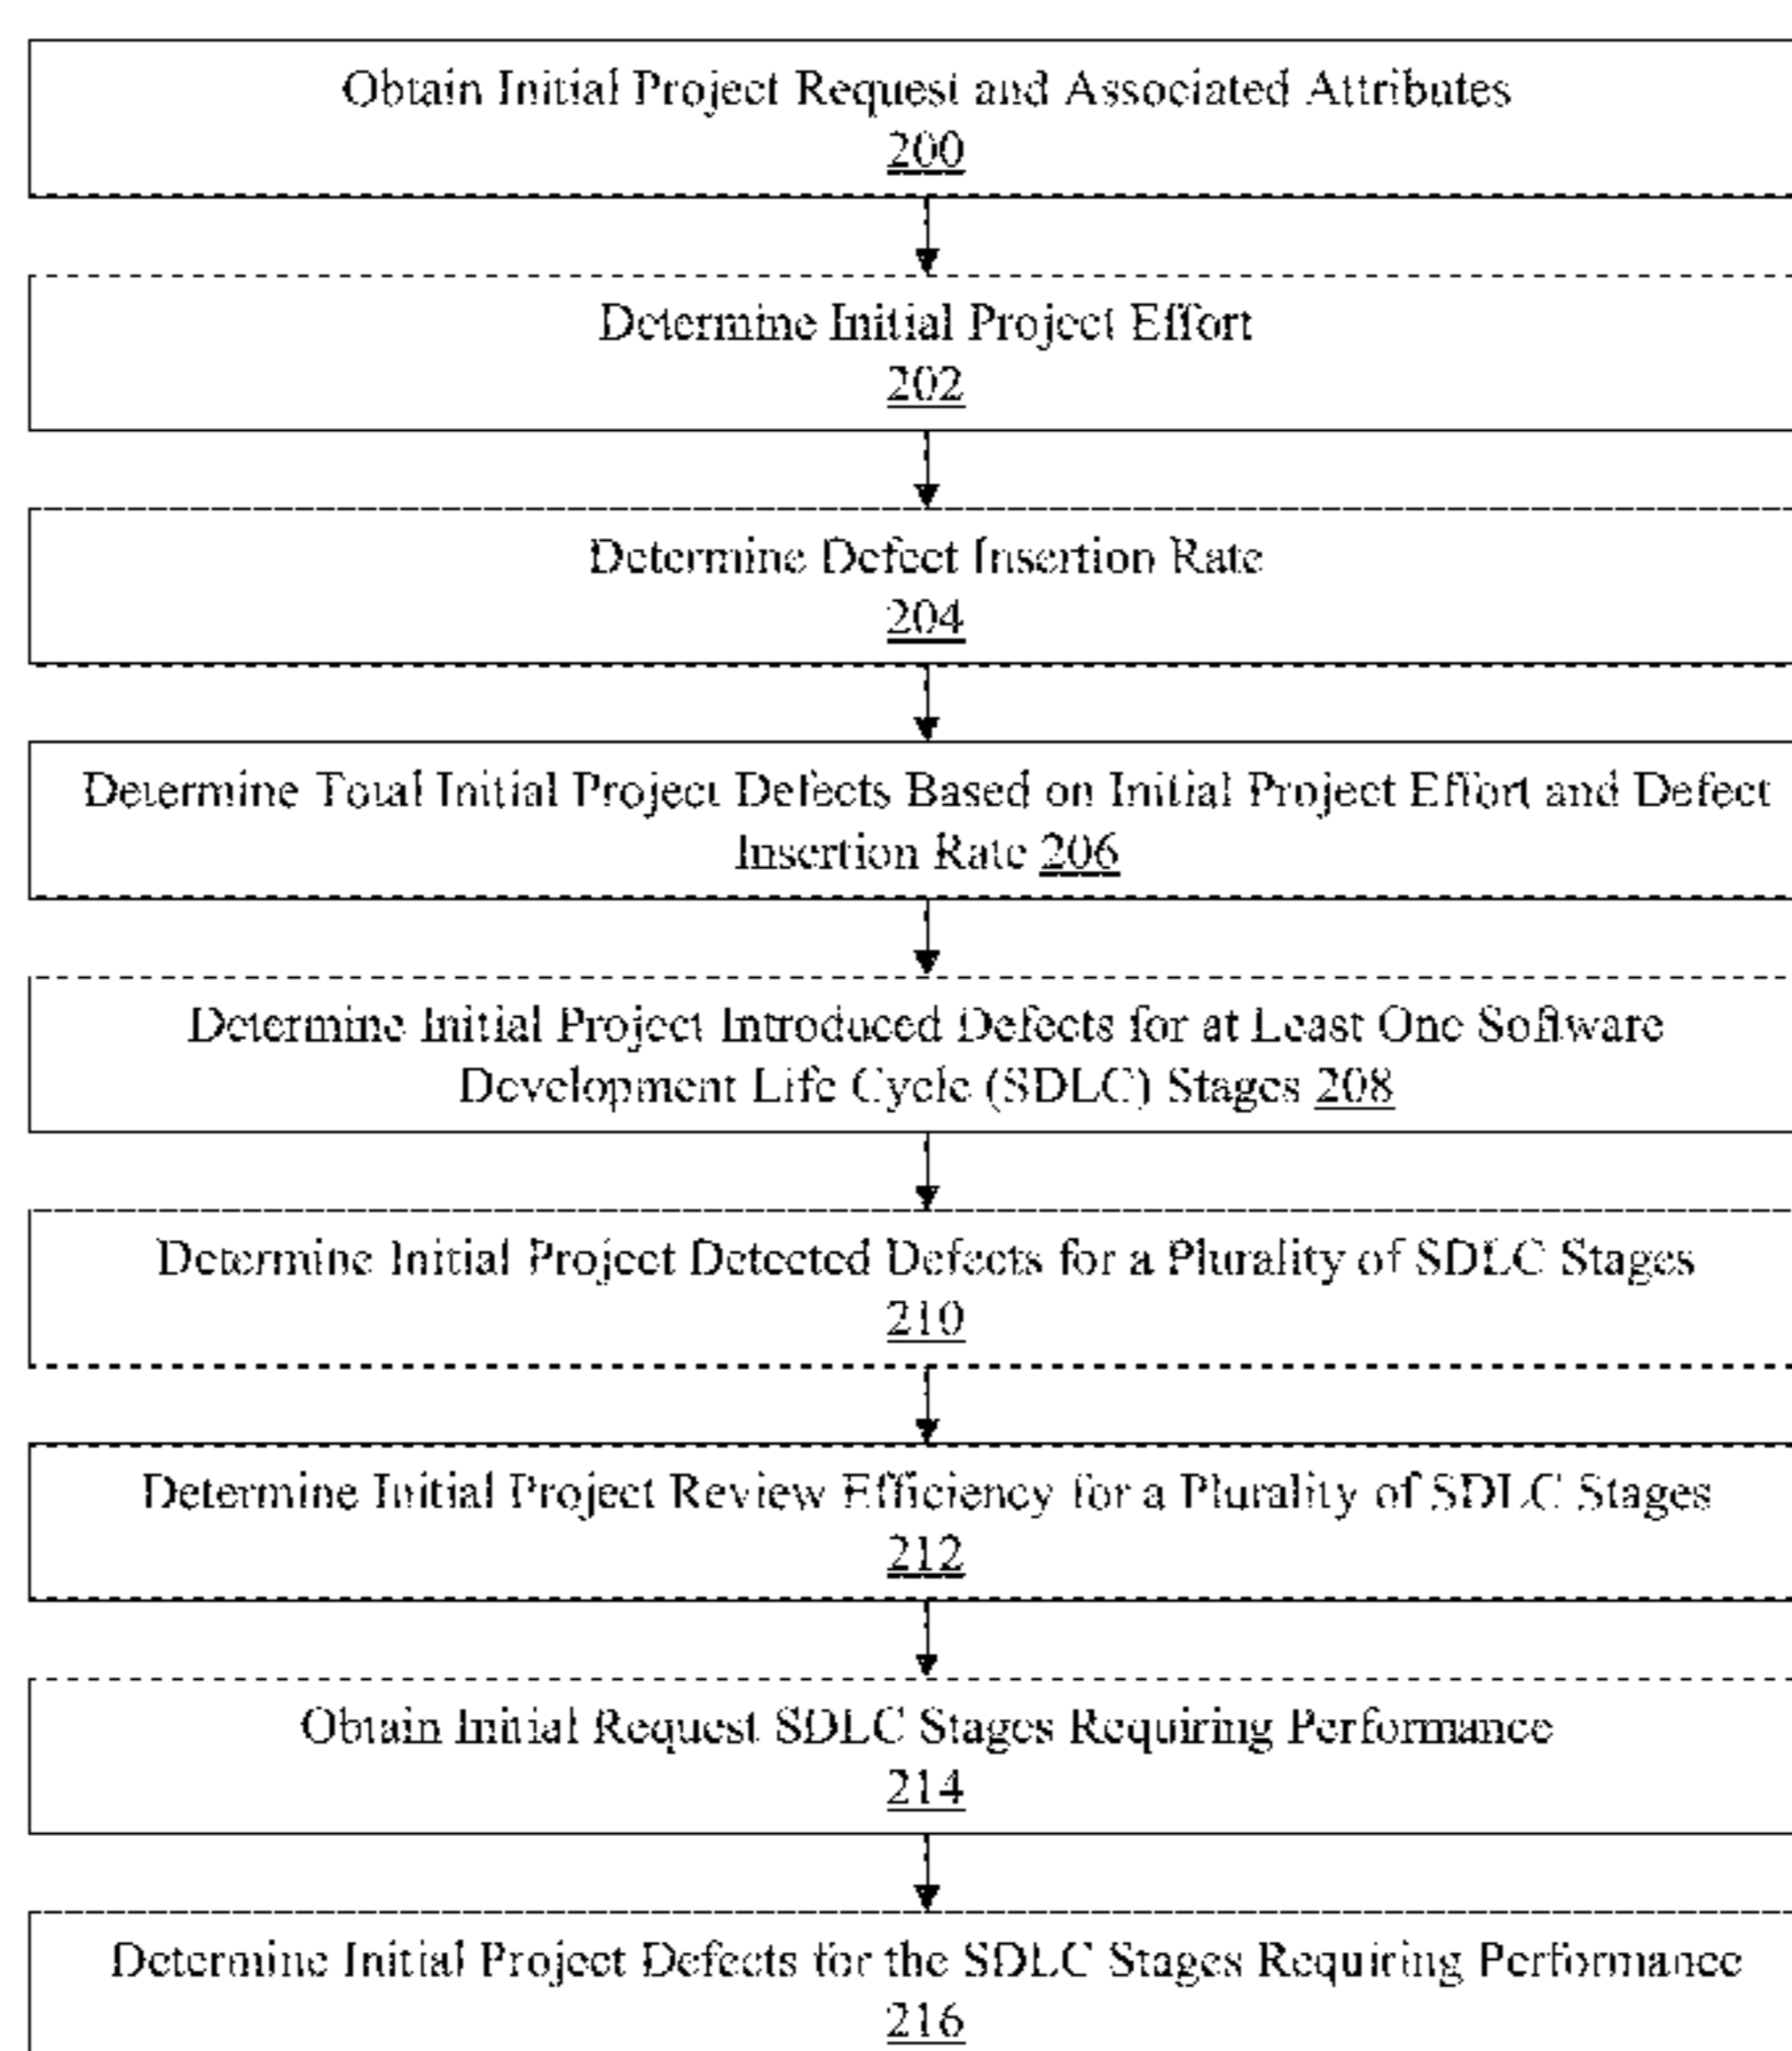 Obtain Initial Project Request and Associated Attributes
200
Determine Initial Project Effort
202
Determine Defect Insertion Rate
204
Determine Total Initial Project Defects Based on Initial Project Effort and Defect
Insertion Rate 206
Determine Initial Project Introduced Defects for at Least One Software
Development Life Cycle (SDLC) Stages 208
Determine Initial Project Detected Defects for a Plurality of SDLC Stages
210
Determine Initial Project Review Efficiency for a Plurality of SDLC Stages
212
Obtain Initial Request SDLC Stages Requiring Performance
214
Determine Initial Project Defects for the SDLC Stages Requiring Performance
216